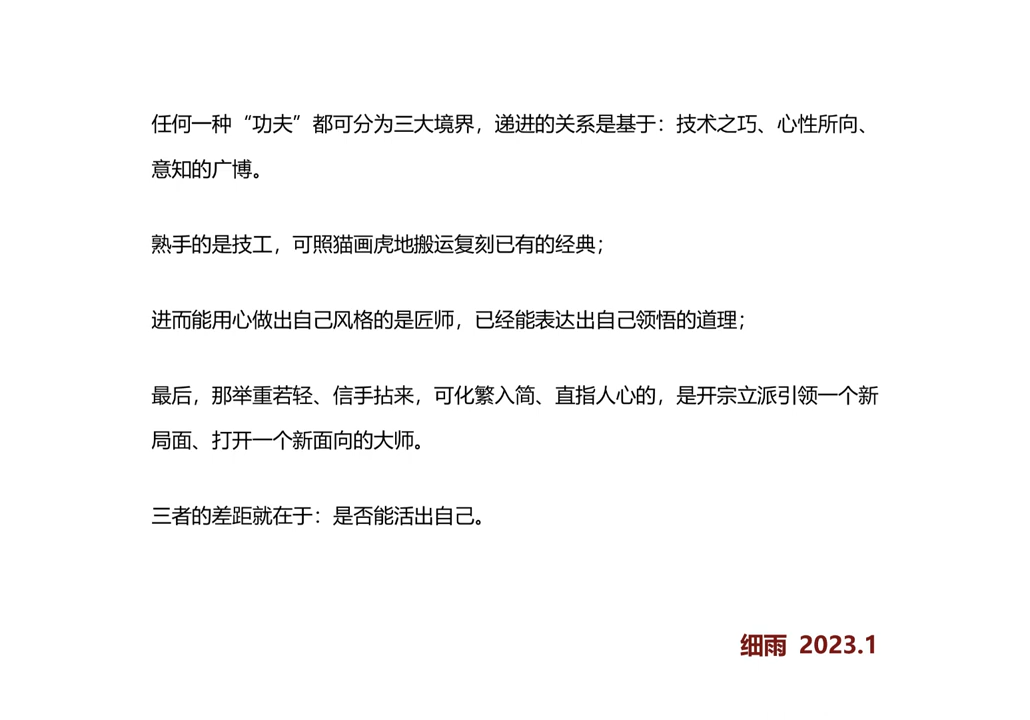 任何一种“功夫”都可分为三大境界，递进的关系是基于：技术之巧、心性所向、
意知的广博。
熟手的是技工，可照猫画虎地搬运复刻已有的经典；
进而能用心做出自己风格的是匠师，已经能表达出自己领悟的道理；
最后，那举重若轻、信手拈来，可化繁入简、直指人心的，是开宗立派引领一个新
局面、打开一个新面向的大师。
三者的差距就在于：是否能活出自己。
细雨 2023.1